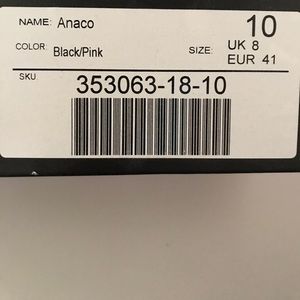 NAME: Anaco 10
COLOR: Black/Pink SIZE: UK 8
EUR 41
SKU:
353063-18-10